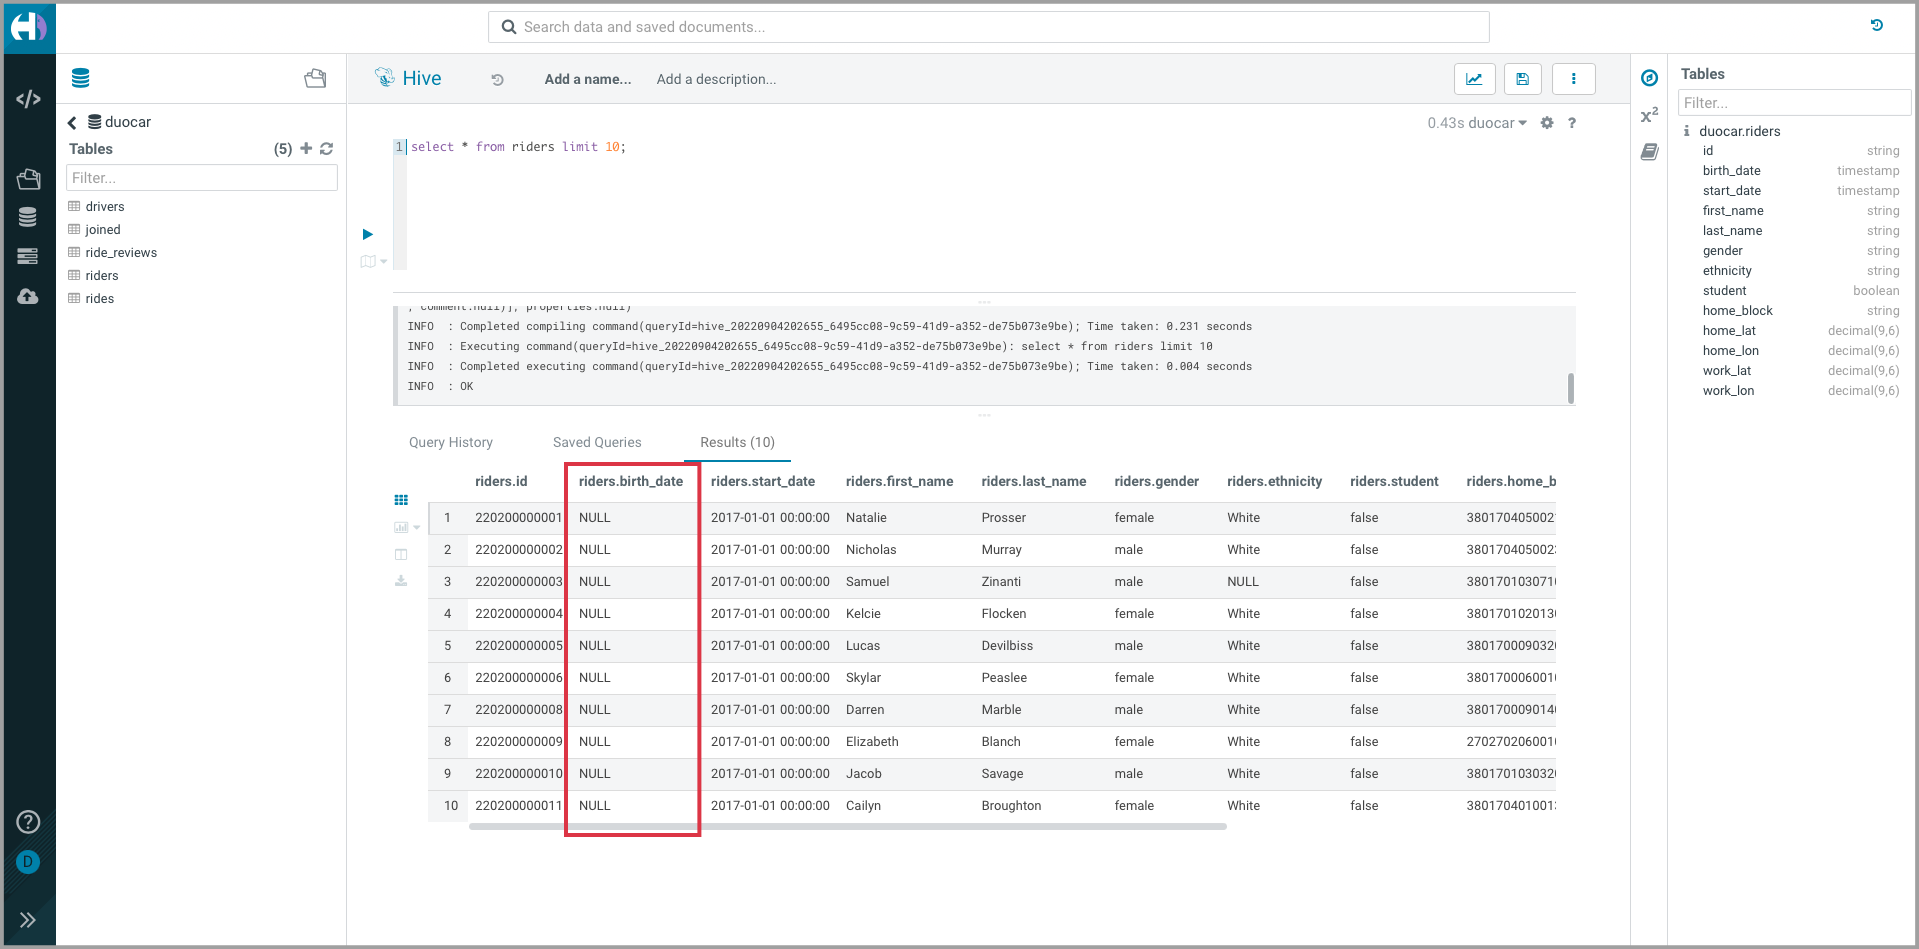 Search data and saved documents...
duocar
Tables (5)
Filter...
drivers
joined
ride_reviews
riders
rides
D
Hive Add a name... Add a description...
0.43s duocar ?
1 select * from riders limit 10;
, comment:null)], properties:null)
INFO : Completed compiling command(queryId=hive_20220904202655_6495cc08-9c59-41d9-a352-de75b073e9be); Time taken: 0.231 seconds
INFO : Executing command(queryId=hive_20220904202655_6495cc08-9c59-41d9-a352-de75b073e9be): select * from riders limit 10
INFO : Completed executing command(queryId=hive_20220904202655_6495cc08-9c59-41d9-a352-de75b073e9be); Time taken: 0.004 seconds
INFO : OK
Query History Saved Queries Results (10)
riders.id riders.birth_date riders.start_date riders.first_name riders.last_name riders.gender riders.ethnicity riders.student riders.home_b
1 220200000001 NULL 2017-01-01 00:00:00 Natalie Prosser female White false 380170405002
2 220200000002 NULL 2017-01-01 00:00:00 Nicholas Murray male White false 380170405002
3 220200000003 NULL 2017-01-01 00:00:00 Samuel Zinanti male NULL false 380170103071
4 220200000004 NULL 2017-01-01 00:00:00 Kelcie Flocken female White false 380170102013
5 220200000005 NULL 2017-01-01 00:00:00 Lucas Devilbiss male White false 380170009032
6 220200000006 NULL 2017-01-01 00:00:00 Skylar Peaslee female White false 380170006001
7 220200000008 NULL 2017-01-01 00:00:00 Darren Marble male White false 380170009014
8 220200000009 NULL 2017-01-01 00:00:00 Elizabeth Blanch female White false 270270206001
9 220200000010 NULL 2017-01-01 00:00:00 Jacob Savage male White false 380170103032
10 220200000011 NULL 2017-01-01 00:00:00 Cailyn Broughton female White false 380170401001
x²
Tables
Filter...
duocar.riders
id string
birth_date timestamp
start_date timestamp
first_name string
last_name string
gender string
ethnicity string
student boolean
home_block string
home_lat decimal(9,6)
home_lon decimal(9,6)
work_lat decimal(9,6)
work_lon decimal(9,6)